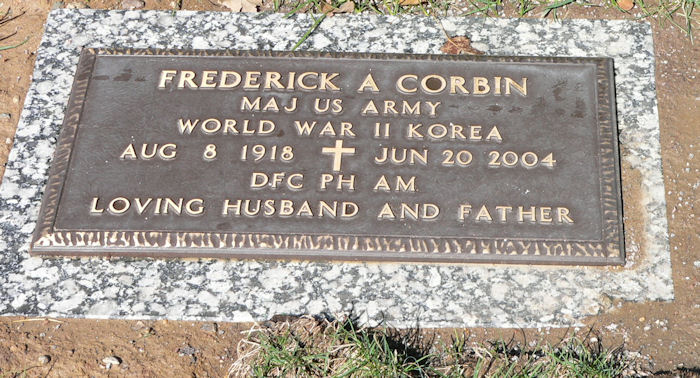 FREDERICK A CORBIN
MAJ US ARMY
WORLD WAR II KOREA
AUG 8 1918 JUN 20 2004
DFC PH AM
LOVING HUSBAND AND FATHER